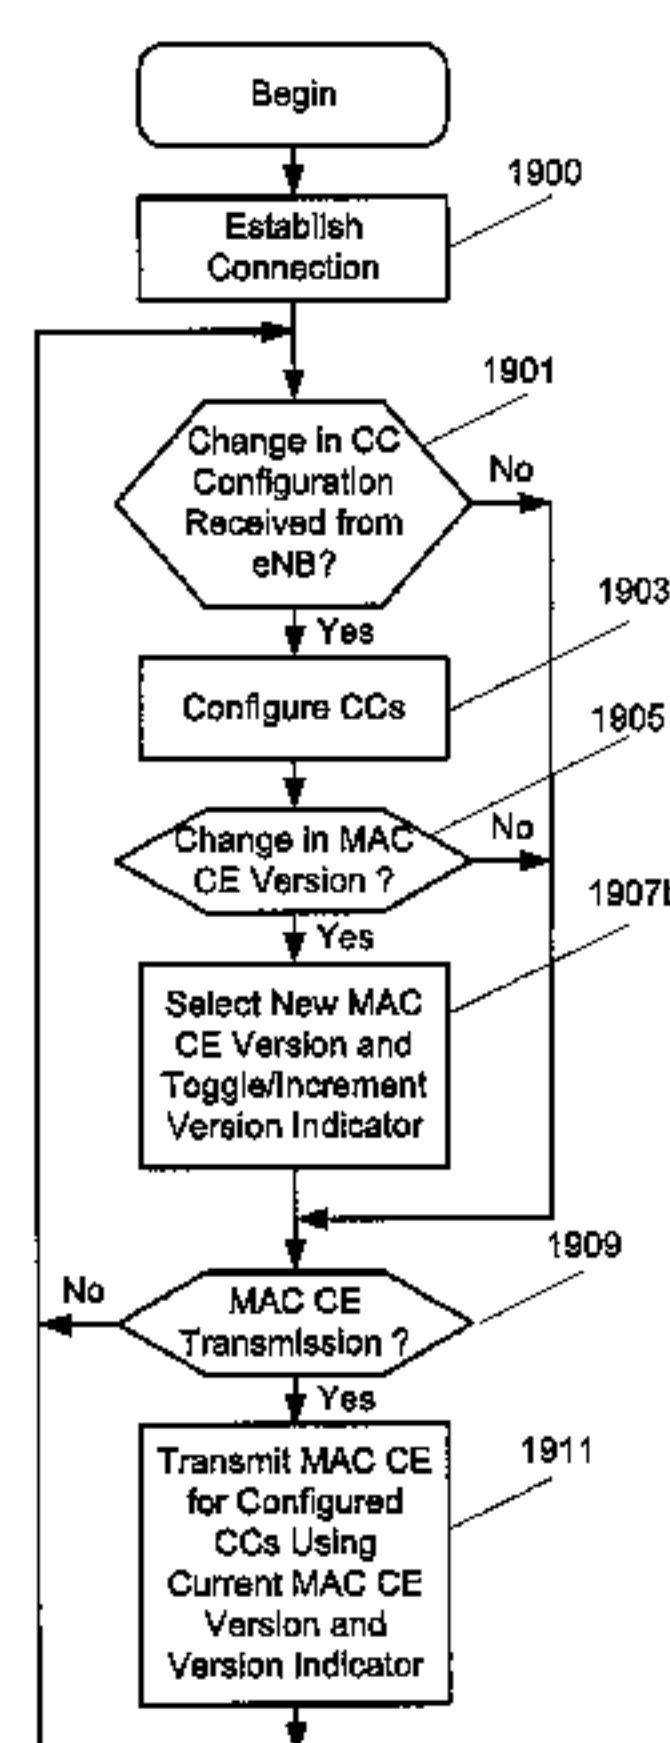 Begin
1900
Establish
Connection
1901
Change in CC
Configuration
Received from
eNB?
No
Yes
1903
Configure CCs
1905
Change in MAC
CE Version ?
No
Yes
1907b
Select New MAC
CE Version and
Toggle/Increment
Version Indicator
1909
MAC CE
Transmission ?
No
Yes
1911
Transmit MAC CE
for Configured
CCs Using
Current MAC CE
Version and
Version Indicator